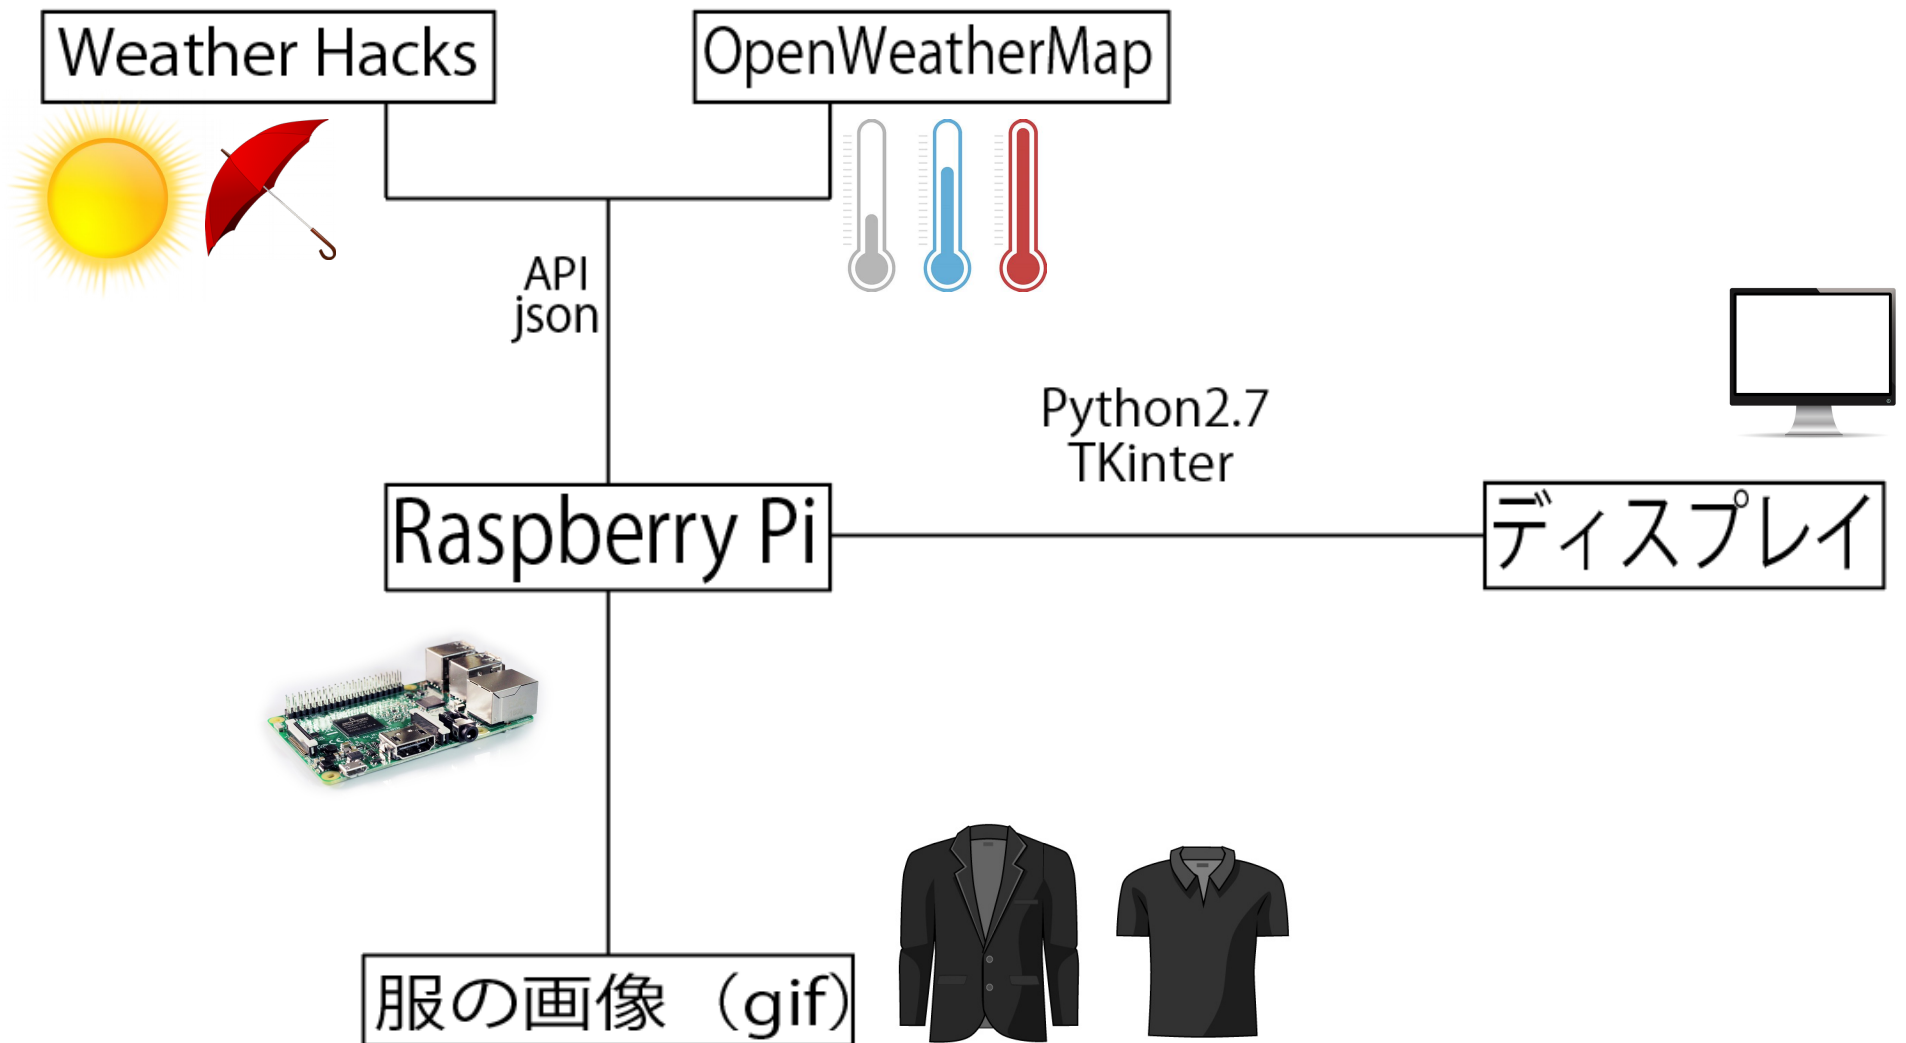 Weather Hacks
OpenWeatherMap
API
json
Python2.7
TKinter
Raspberry Pi
ディスプレイ
服の画像（gif）